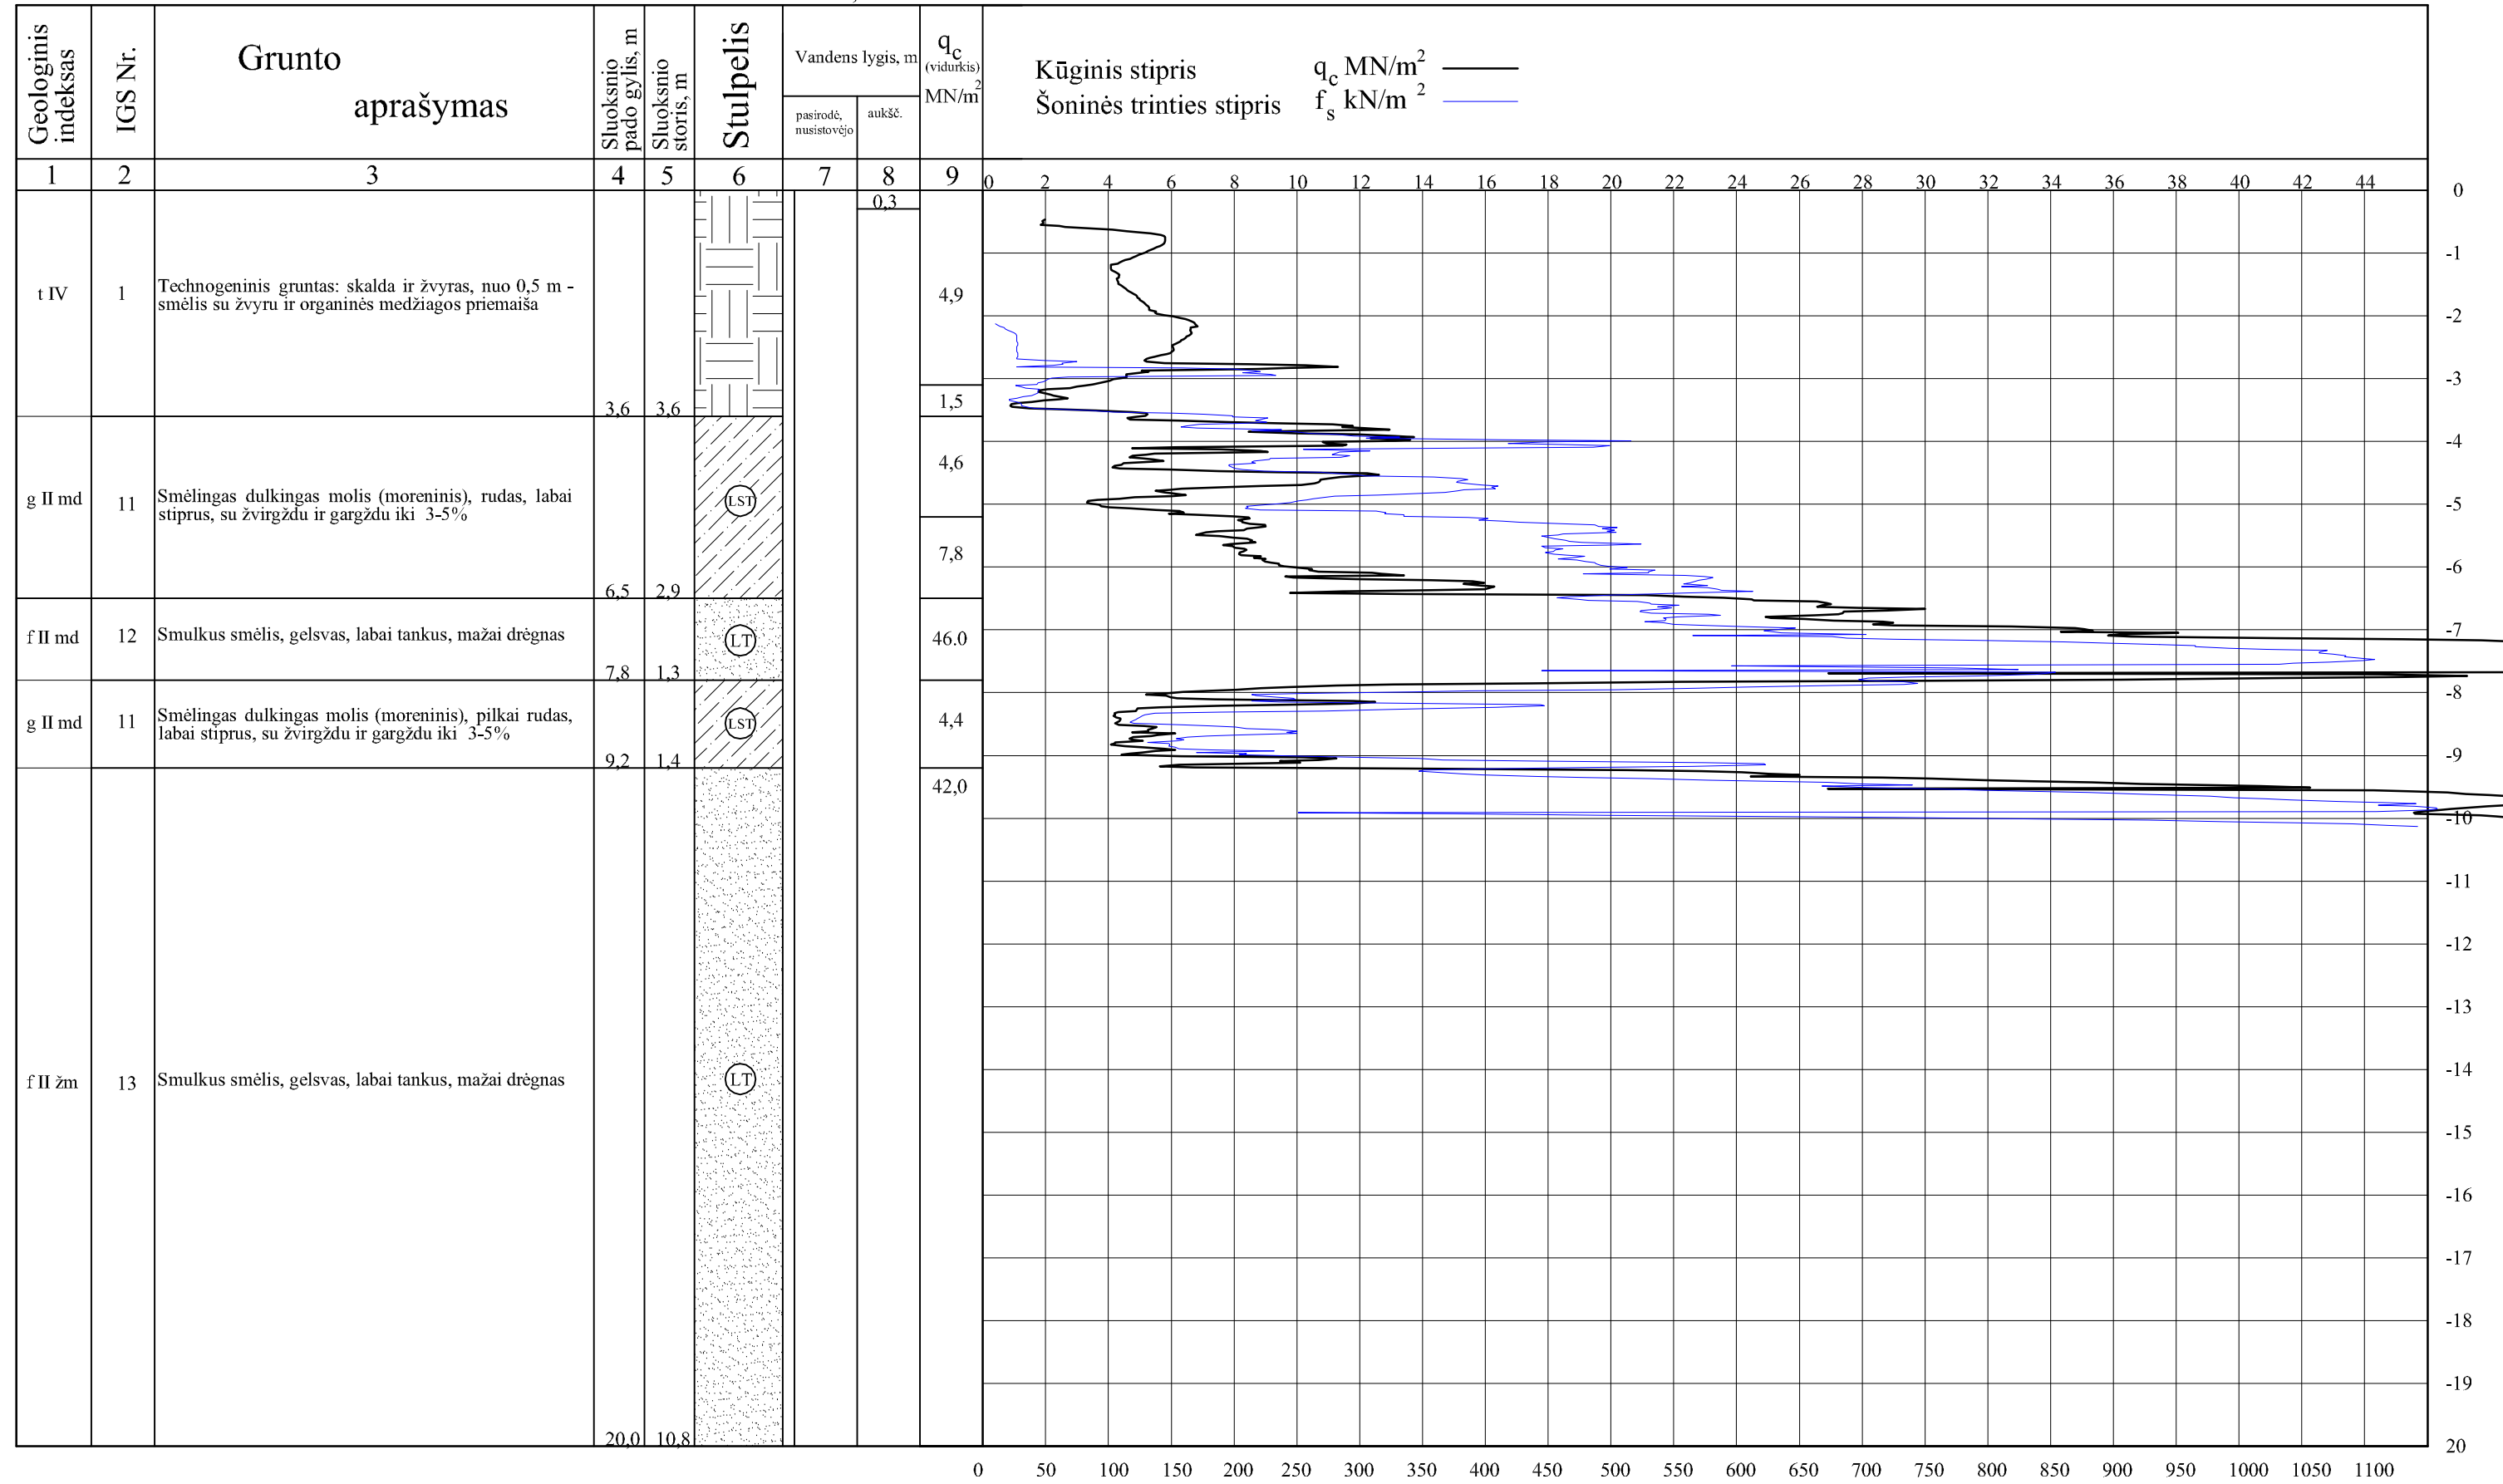 Geologinis
indeksas
IGS Nr.
Grunto
aprašymas
Sluoksnio
pado gylis, m
Sluoksnio
storis, m
Stulpelis
Vandens lygis, m
pasirodė,
nusistovėjo
aukšč.
qc
(vidurkis)
MN/m2
Kūginis stipris qc MN/m2
Šoninės trinties stipris fs kN/m 2
1 2 3 4 5 6 7 8 9
0 2 4 6 8 10 12 14 16 18 20 22 24 26 28 30 32 34 36 38 40 42 44
0
0,3
-1
t IV 1 Technogeninis gruntas: skalda ir žvyras, nuo 0,5 m -
smėlis su žvyru ir organinės medžiagos priemaiša
4,9
-2
-3
1,5
3,6 3,6
-4
4,6
g II md 11 Smėlingas dulkingas molis (moreninis), rudas, labai
stiprus, su žvirgždu ir gargždu iki 3-5%
LST
-5
7,8
-6
6,5 2,9
f II md 12 Smulkus smėlis, gelsvas, labai tankus, mažai drėgnas
LT
46.0
-7
7,8 1,3
-8
g II md 11 Smėlingas dulkingas molis (moreninis), pilkai rudas,
labai stiprus, su žvirgždu ir gargždu iki 3-5%
LST
4,4
-9
9,2 1,4
42,0
-10
-11
-12
-13
-14
f II žm 13 Smulkus smėlis, gelsvas, labai tankus, mažai drėgnas
LT
-15
-16
-17
-18
-19
20,0 10,8
20
0 50 100 150 200 250 300 350 400 450 500 550 600 650 700 750 800 850 900 950 1000 1050 1100